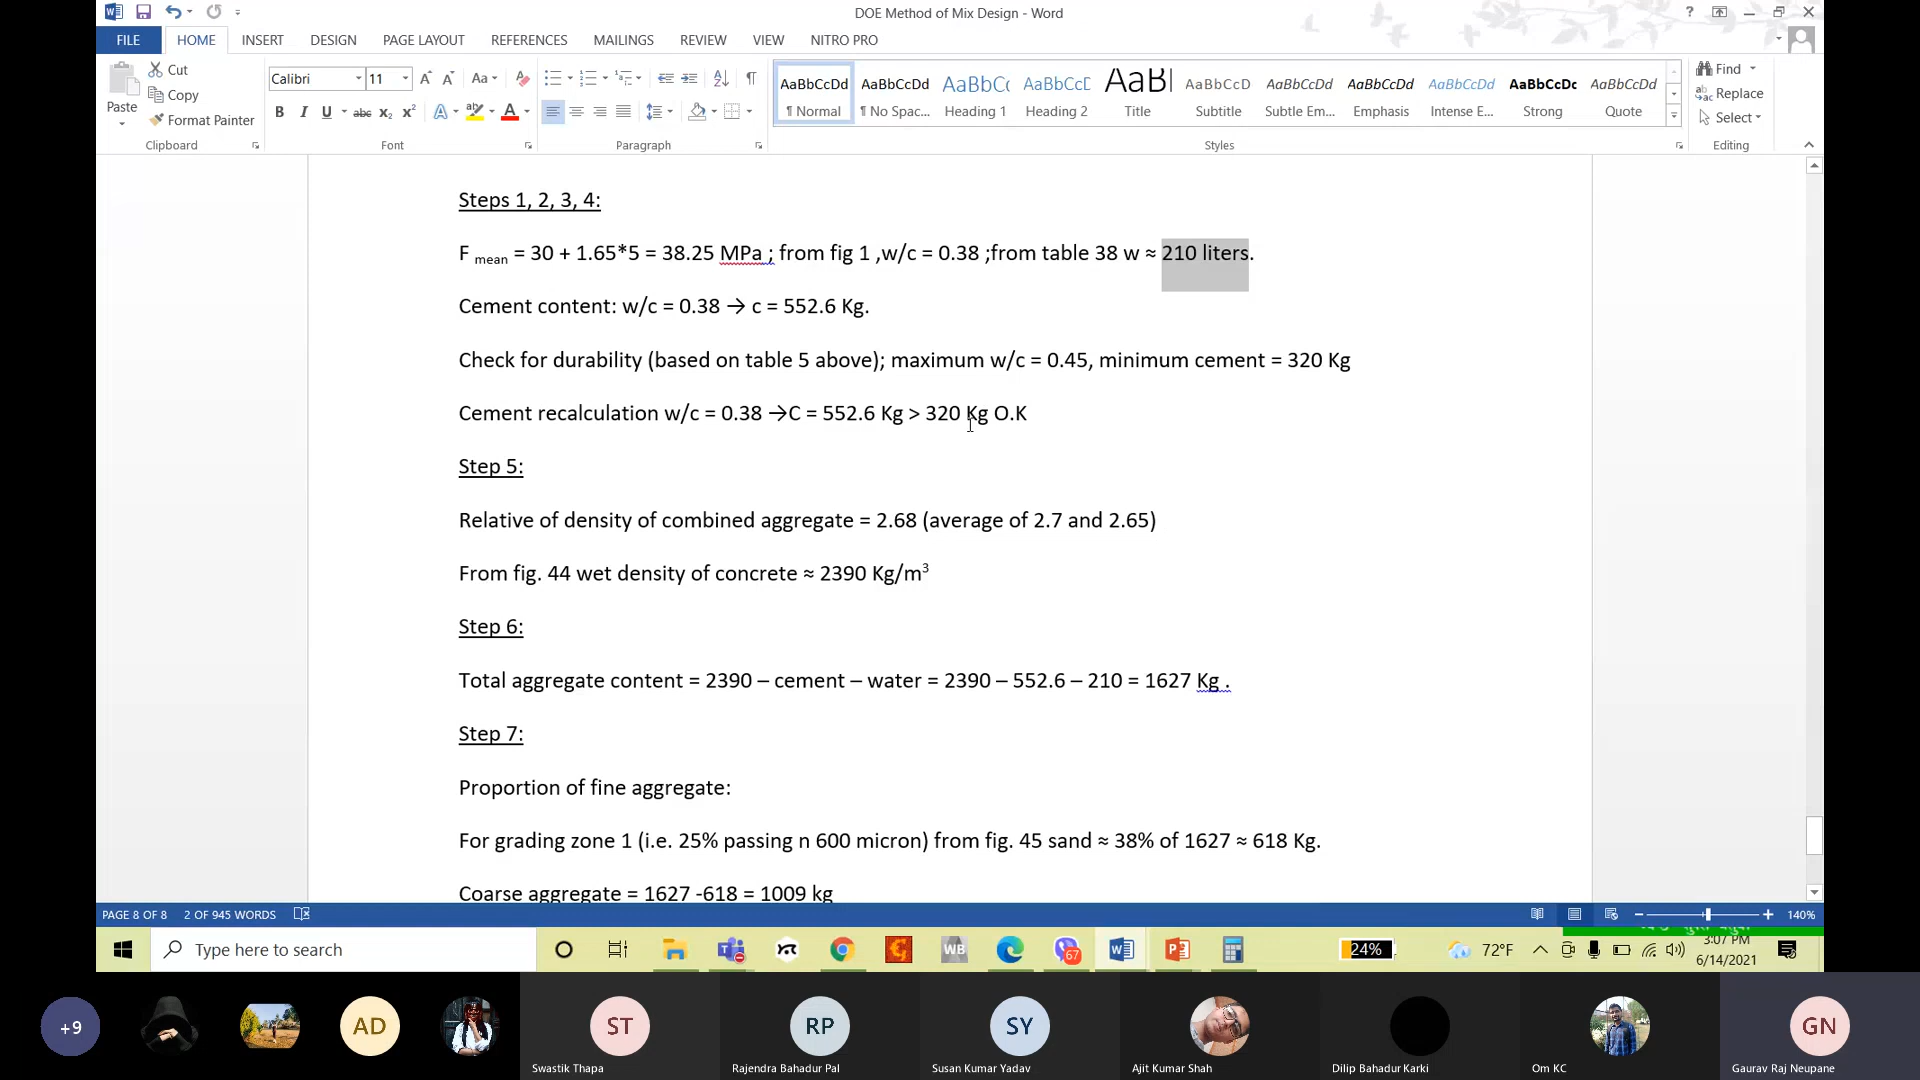 DOE Method of Mix Design - Word
FILE HOME INSERT DESIGN PAGE LAYOUT REFERENCES MAILINGS REVIEW VIEW NITRO PRO
Paste
Cut
Copy
Format Painter
Clipboard
Calibri 11
Font
Paragraph
AaBbCcDd AaBbCcDd AaBbCc AaBbCcD AaB AaBbCcD AaBbCcDd AaBbCcDd AaBbCcDd AaBbCcDc AaBbCcDd
¶ Normal ¶ No Spac... Heading 1 Heading 2 Title Subtitle Subtle Em... Emphasis Intense E... Strong Quote
Styles
Find
Replace
Select
Editing
Steps 1, 2, 3, 4:
F mean = 30 + 1.65*5 = 38.25 MPa ; from fig 1 ,w/c = 0.38 ;from table 38 w ≈ 210 liters.
Cement content: w/c = 0.38 → c = 552.6 Kg.
Check for durability (based on table 5 above); maximum w/c = 0.45, minimum cement = 320 Kg
Cement recalculation w/c = 0.38 →C = 552.6 Kg > 320 Kg O.K
Step 5:
Relative of density of combined aggregate = 2.68 (average of 2.7 and 2.65)
From fig. 44 wet density of concrete ≈ 2390 Kg/m³
Step 6:
Total aggregate content = 2390 – cement – water = 2390 – 552.6 – 210 = 1627 Kg .
Step 7:
Proportion of fine aggregate:
For grading zone 1 (i.e. 25% passing n 600 micron) from fig. 45 sand ≈ 38% of 1627 ≈ 618 Kg.
Coarse aggregate = 1627 -618 = 1009 kg
PAGE 8 OF 8 2 OF 945 WORDS 140%
Type here to search
WB
67
24%
72°F
3:07 PM
6/14/2021
+9 AD ST RP SY GN
Swastik Thapa Rajendra Bahadur Pal Susan Kumar Yadav Ajit Kumar Shah Dilip Bahadur Karki Om KC Gaurav Raj Neupane